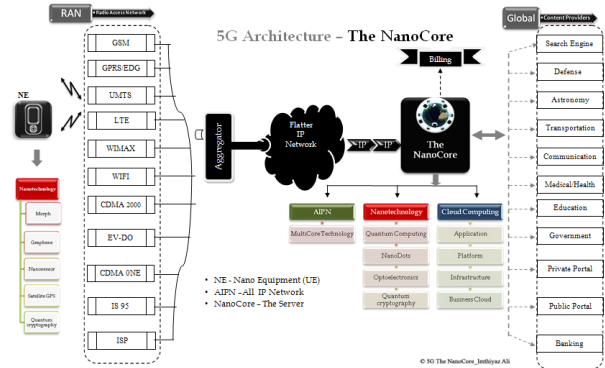 RAN
Radio Access Network
Global
Content Providers
5G Architecture – The NanoCore
Billing
NE
GSM
GPRS/EDG
UMTS
LTE
WIMAX
WIFI
CDMA 2000
EV-DO
CDMA ONE
IS 95
ISP
Aggregator
Flatter
IP
Network
IP
IP
The
NanoCore
Nanotechnology
Morph
Graphene
Nanosensor
Satellite GPS
Quantum
cryptography
AIPN
MultiCore Technology
Nanotechnology
Quantum Computing
NanoDots
Optoelectronics
Quantum
cryptography
Cloud Computing
Application
Platform
Infrastructure
Business Cloud
Search Engine
Defense
Astronomy
Transportation
Communication
Medical/Health
Education
Government
Private Portal
Public Portal
Banking
• NE - Nano Equipment (UE)
• AIPN –All IP Network
• NanoCore – The Server
© 5G The NanoCore_Imthiyaz Ali